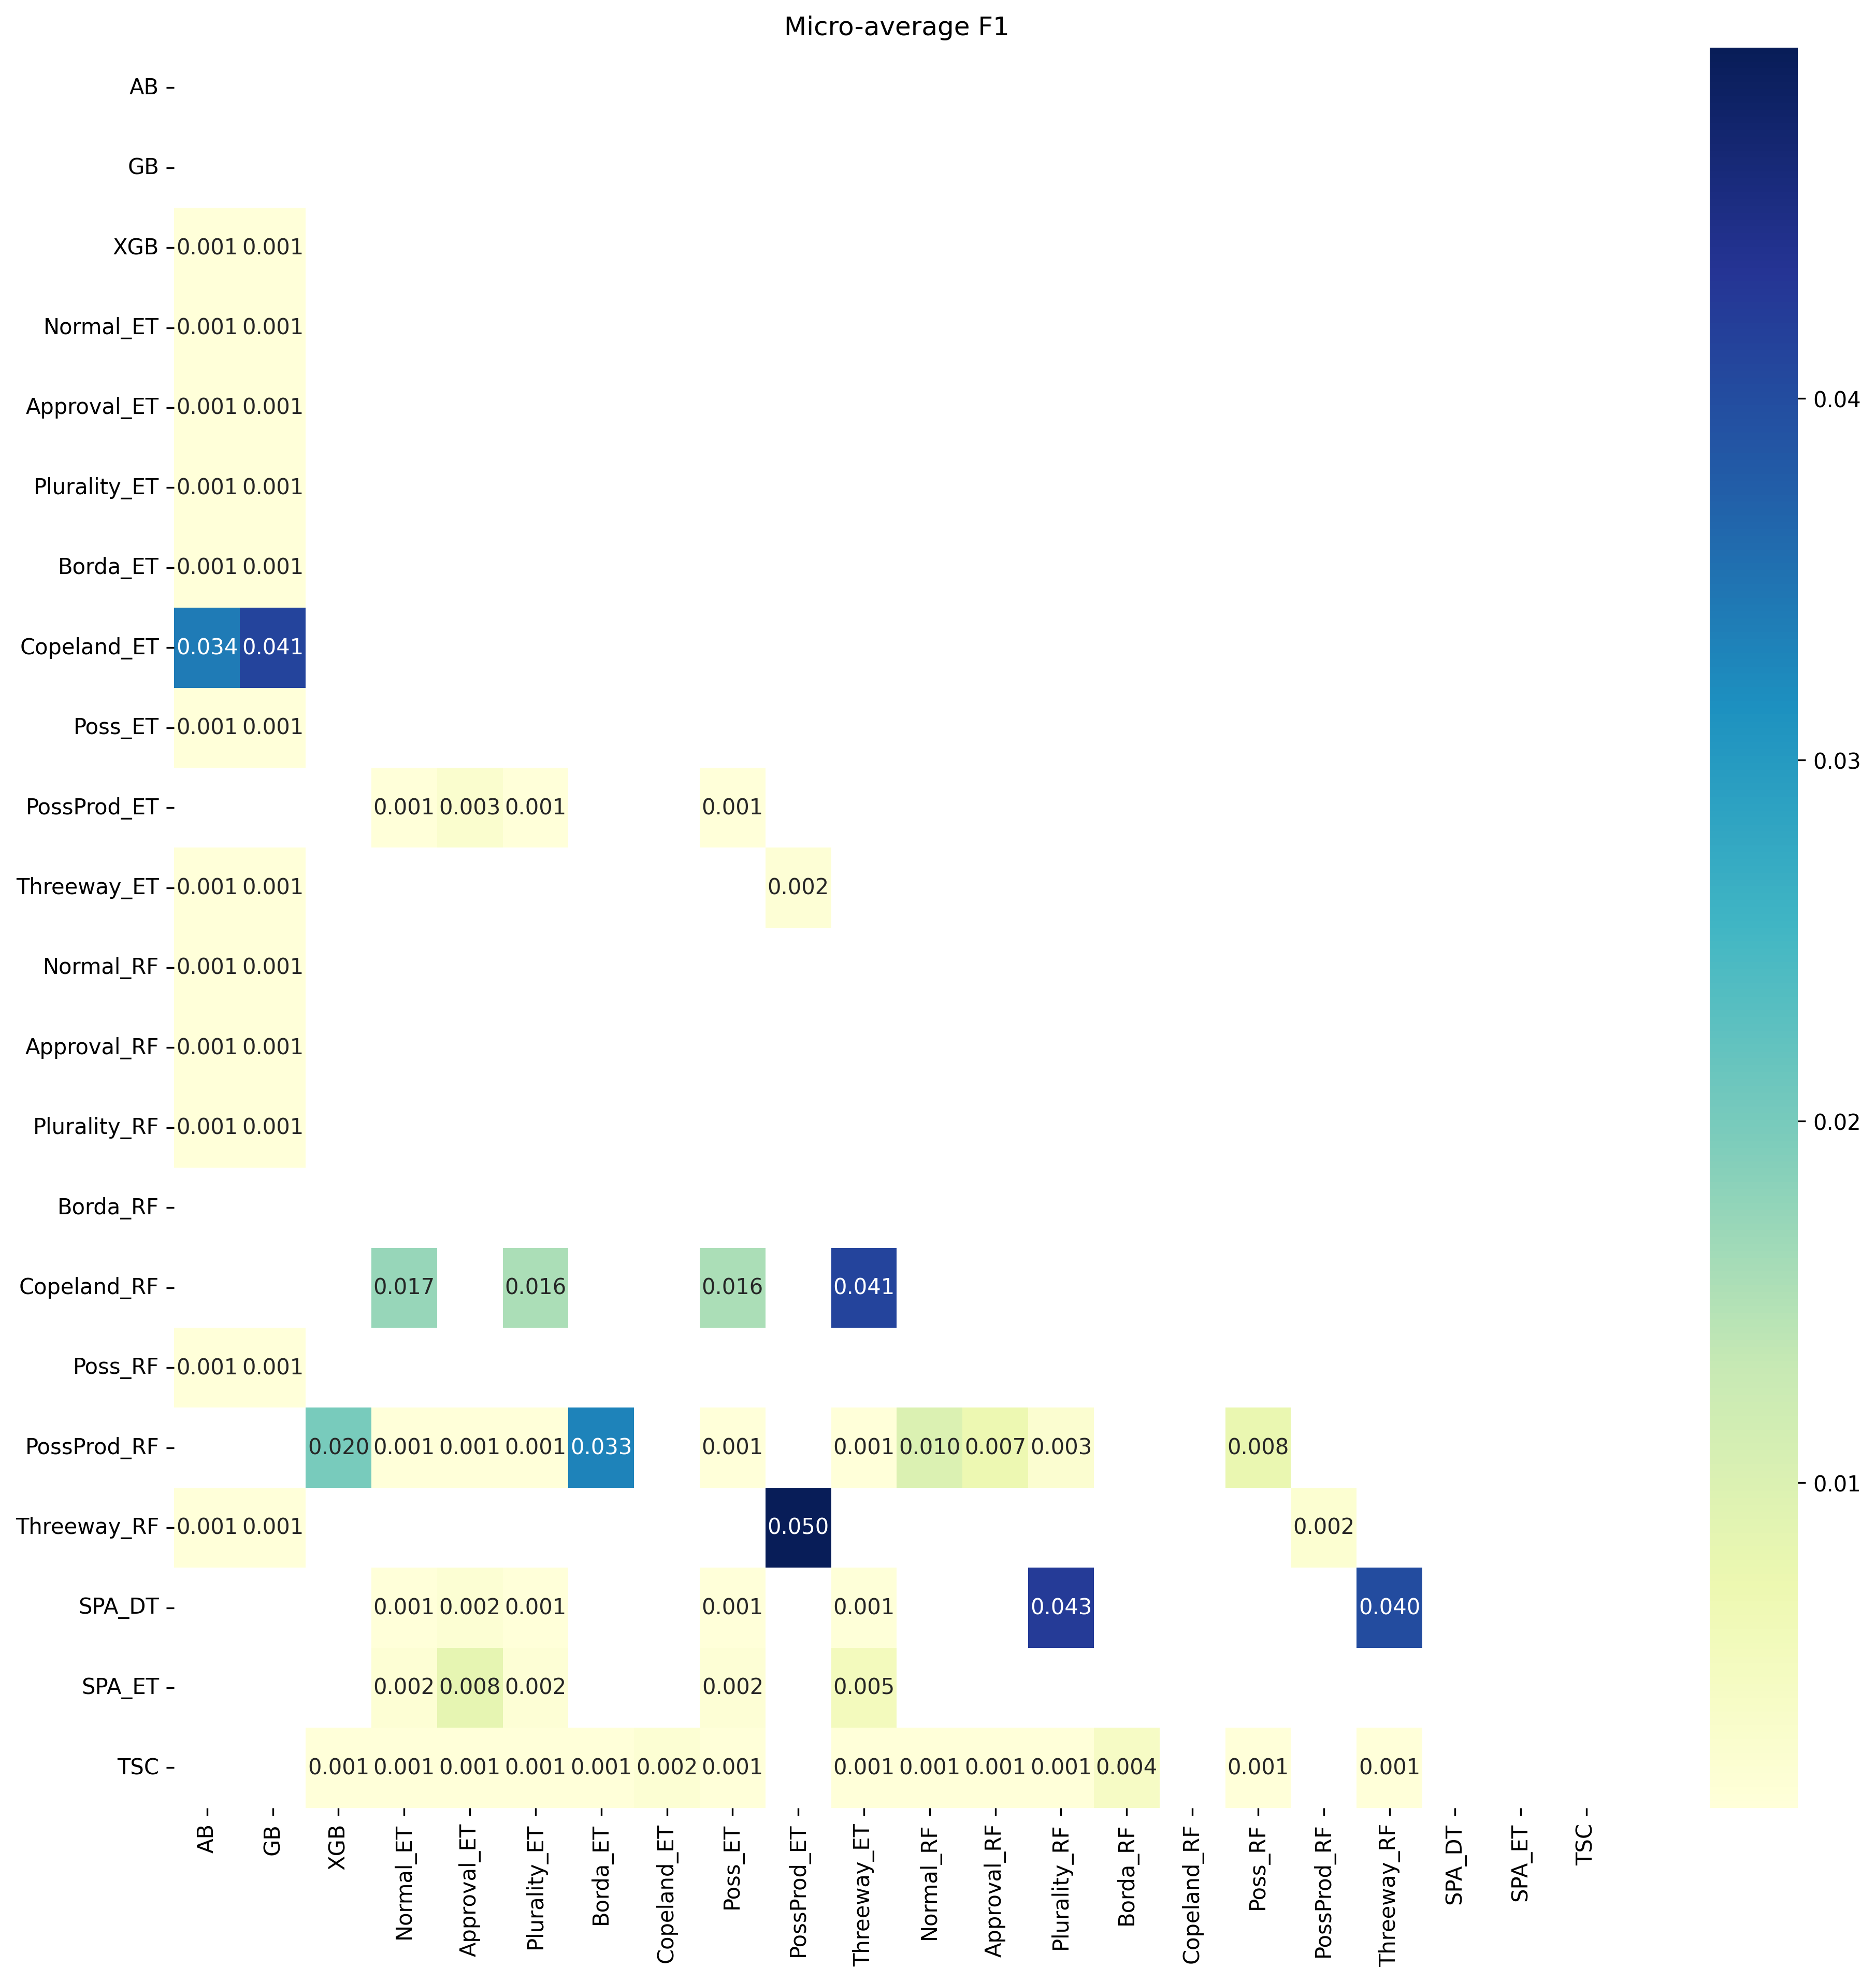 Micro-average F1
AB
GB
XGB 0.001 0.001
Normal_ET 0.001 0.001
0.04
Approval_ET 0.001 0.001
Plurality_ET 0.001 0.001
Borda_ET 0.001 0.001
Copeland_ET 0.034 0.041
Poss_ET 0.001 0.001
0.03
PossProd_ET 0.001 0.003 0.001 0.001
Threeway_ET 0.001 0.001 0.002
Normal_RF 0.001 0.001
Approval_RF 0.001 0.001
Plurality_RF 0.001 0.001
0.02
Borda_RF
Copeland_RF 0.017 0.016 0.016 0.041
Poss_RF 0.001 0.001
PossProd_RF 0.020 0.001 0.001 0.001 0.033 0.001 0.001 0.010 0.007 0.003 0.008
0.01
Threeway_RF 0.001 0.001 0.050 0.002
SPA_DT 0.001 0.002 0.001 0.001 0.001 0.043 0.040
SPA_ET 0.002 0.008 0.002 0.002 0.005
TSC 0.001 0.001 0.001 0.001 0.001 0.002 0.001 0.001 0.001 0.001 0.001 0.004 0.001 0.001
AB
GB
XGB
Normal_ET
Approval_ET
Plurality_ET
Borda_ET
Copeland_ET
Poss_ET
PossProd_ET
Threeway_ET
Normal_RF
Approval_RF
Plurality_RF
Borda_RF
Copeland_RF
Poss_RF
PossProd_RF
Threeway_RF
SPA_DT
SPA_ET
TSC